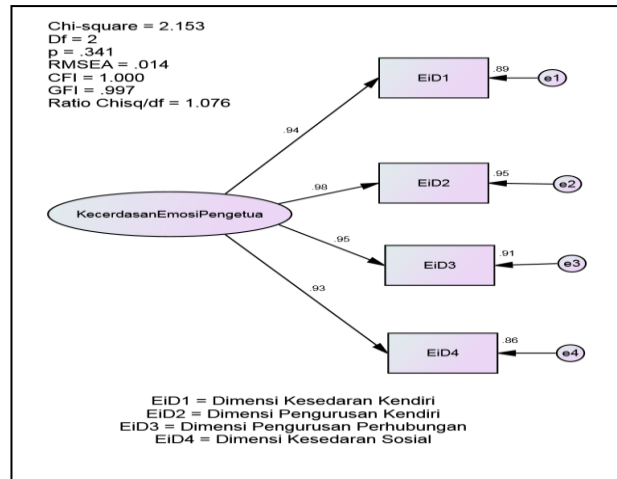 Chi-square = 2.153
Df = 2
p = .341
RMSEA = .014
CFI = 1.000
GFI = .997
Ratio Chisq/df = 1.076
.89
EiD1
e1
.94
.95
EiD2
e2
.98
KecerdasanEmosiPengetua
.95
.91
EiD3
e3
.93
.86
EiD4
e4
EiD1 = Dimensi Kesedaran Kendiri
EiD2 = Dimensi Pengurusan Kendiri
EiD3 = Dimensi Pengurusan Perhubungan
EiD4 = Dimensi Kesedaran Sosial